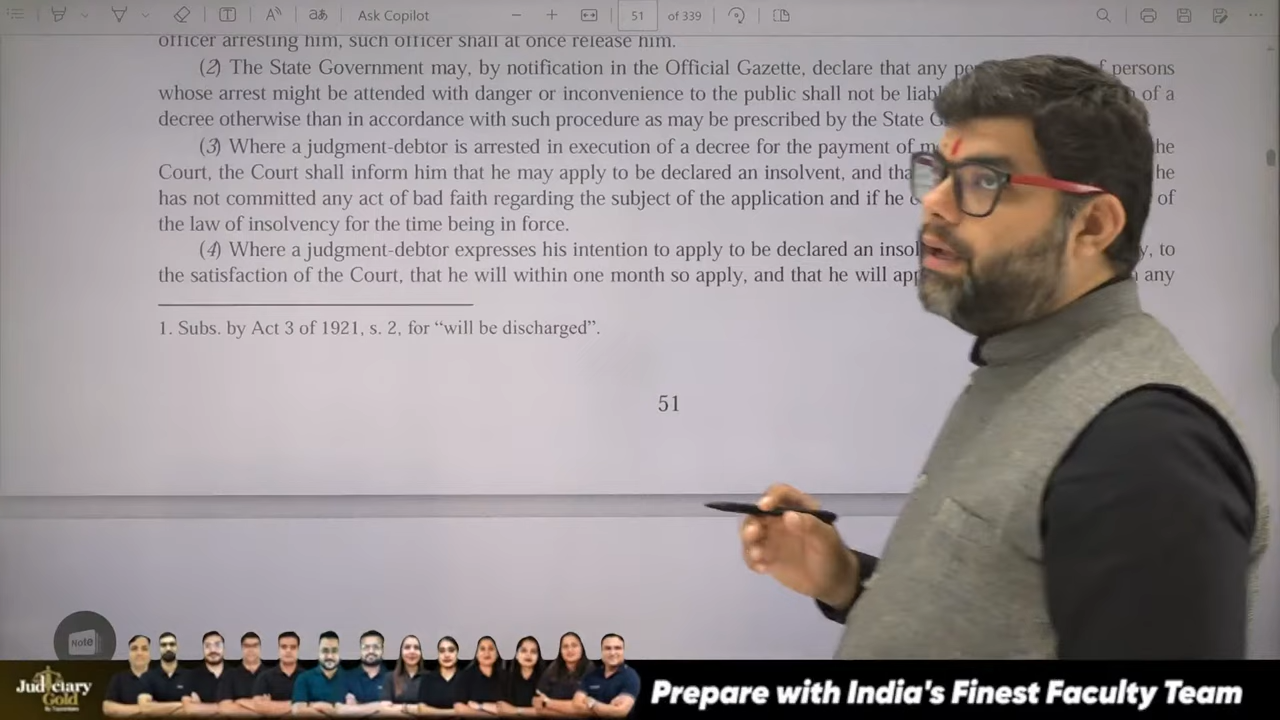 Ask Copilot
51 of 339
officer arresting him, such officer shall at once release him.
(2) The State Government may, by notification in the Official Gazette, declare that any persons
whose arrest might be attended with danger or inconvenience to the public shall not be of a
decree otherwise than in accordance with such procedure as may be prescribed by the State
(3) Where a judgment-debtor is arrested in execution of a decree for the payment of the
Court, the Court shall inform him that he may apply to be declared an insolvent, and he
has not committed any act of bad faith regarding the subject of the application and if he of
the law of insolvency for the time being in force.
(4) Where a judgment-debtor expresses his intention to apply to be declared an to
the satisfaction of the Court, that he will within one month so apply, and that he will any
1. Subs. by Act 3 of 1921, s. 2, for “will be discharged”.
51
Note
Judiciary
Gold
Prepare with India's Finest Faculty Team